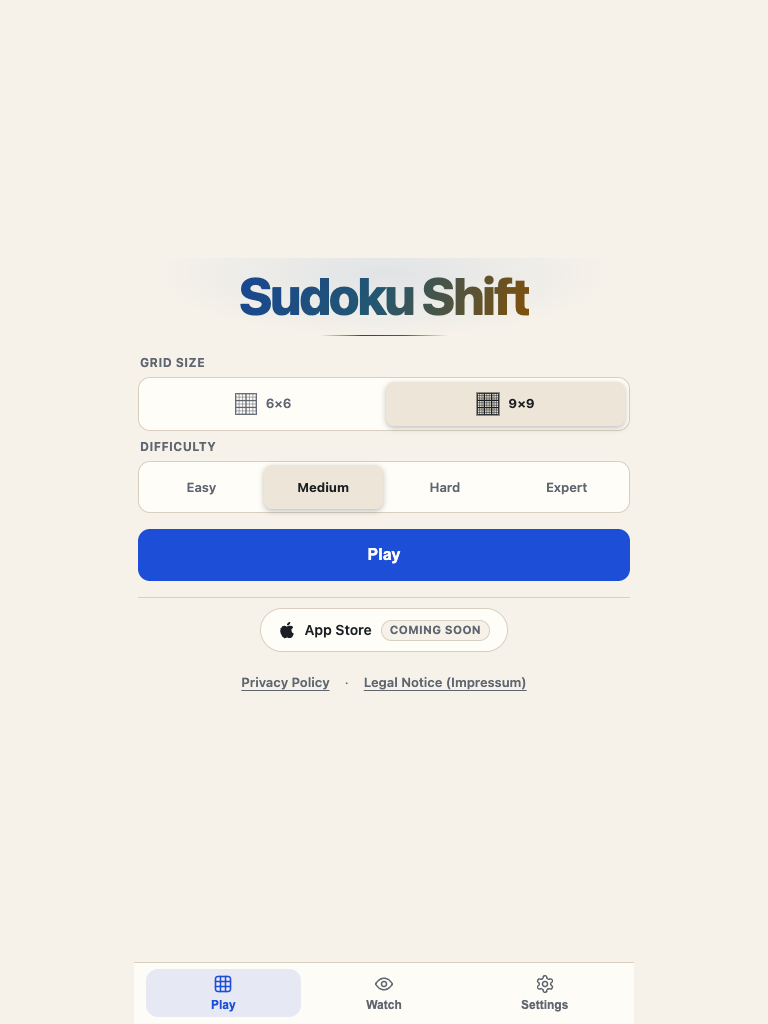 Sudoku Shift
GRID SIZE
6×6 9×9
DIFFICULTY
Easy Medium Hard Expert
Play
App Store COMING SOON
Privacy Policy · Legal Notice (Impressum)
Play Watch Settings